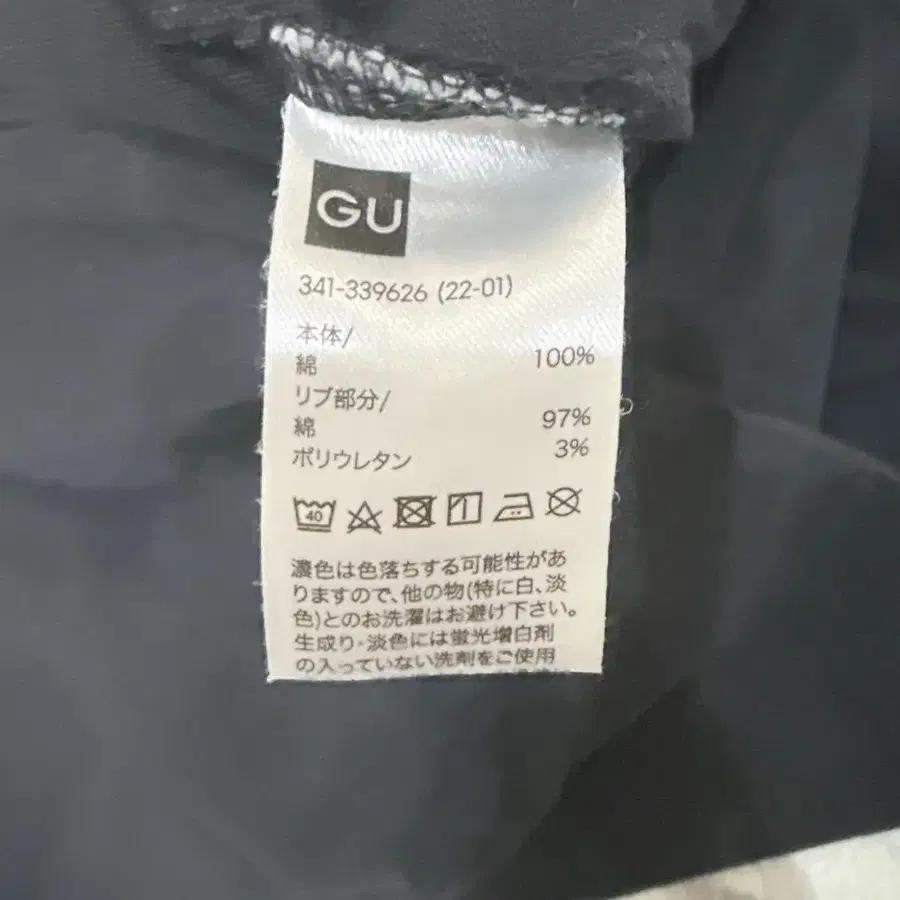 GU
341-339626 (22-01)
本体/
綿 100%
リブ部分/
綿 97%
ポリウレタン 3%
40
濃色は色落ちする可能性があ
りますので、他の物(特に白、淡
色)とのお洗濯はお避け下さい。
生成り・淡色には蛍光増白剤
の入っていない洗剤をご使用